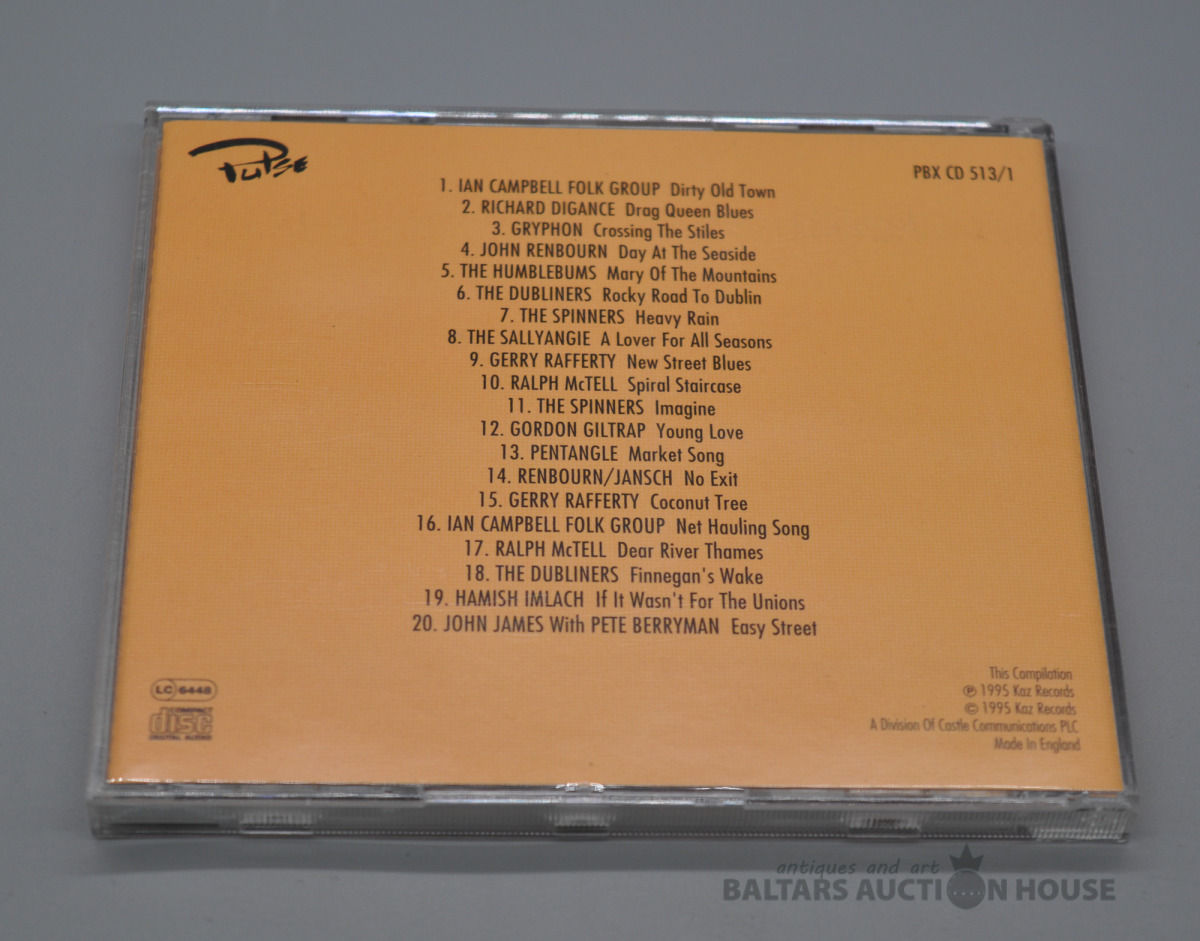 Pulse
PBX CD 513/1
1. IAN CAMPBELL FOLK GROUP Dirty Old Town
2. RICHARD DIGANCE Drag Queen Blues
3. GRYPHON Crossing The Stiles
4. JOHN RENBOURN Day At The Seaside
5. THE HUMBLEBUMS Mary Of The Mountains
6. THE DUBLINERS Rocky Road To Dublin
7. THE SPINNERS Heavy Rain
8. THE SALLYANGIE A Lover For All Seasons
9. GERRY RAFFERTY New Street Blues
10. RALPH McTELL Spiral Staircase
11. THE SPINNERS Imagine
12. GORDON GILTRAP Young Love
13. PENTANGLE Market Song
14. RENBOURN/JANSCH No Exit
15. GERRY RAFFERTY Coconut Tree
16. IAN CAMPBELL FOLK GROUP Net Hauling Song
17. RALPH McTELL Dear River Thames
18. THE DUBLINERS Finnegan's Wake
19. HAMISH IMLACH If It Wasn't For The Unions
20. JOHN JAMES With PETE BERRYMAN Easy Street
LC 6448
COMPACT
disc
DIGITAL AUDIO
This Compilation
℗ 1995 Kaz Records
© 1995 Kaz Records
A Division Of Castle Communications PLC
Made In England
antiques and art
BALTARS AUCTION HOUSE